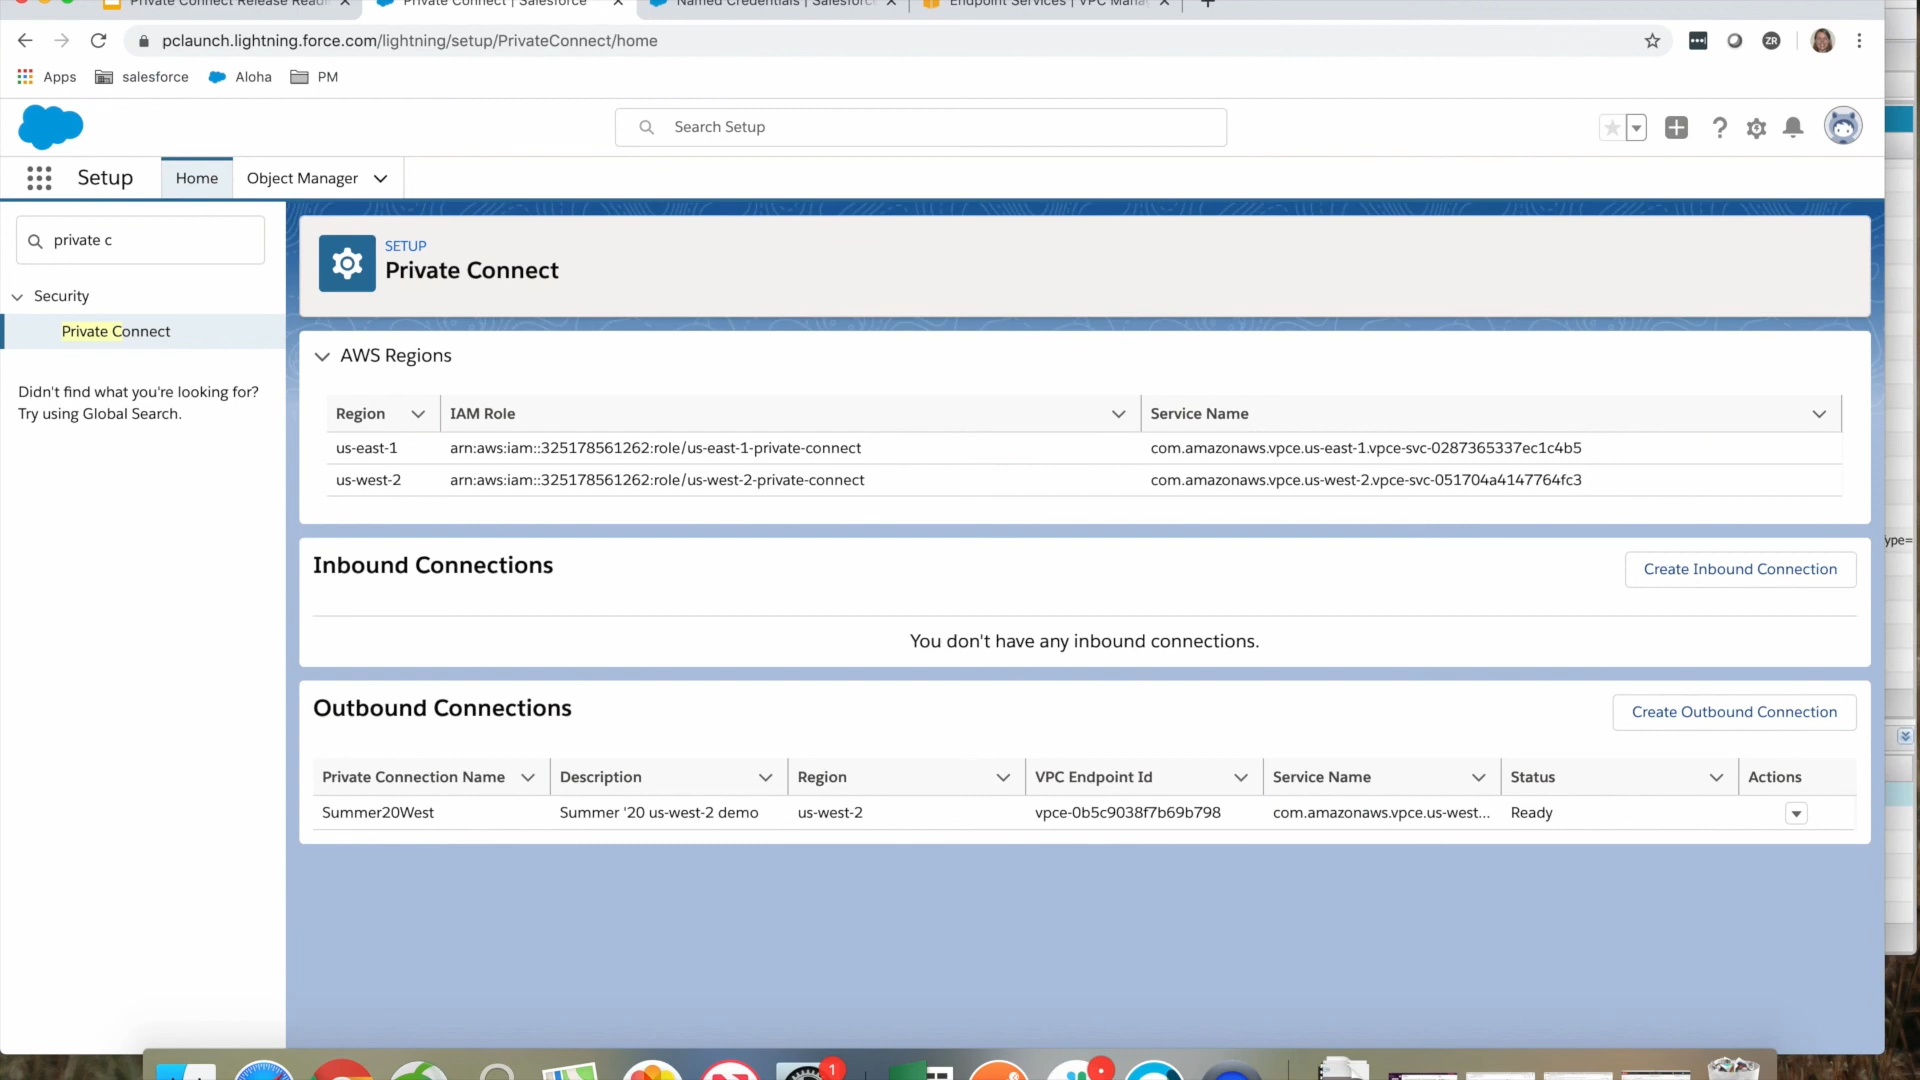 Private Connect Release Readi
Private Connect | Salesforce
Named Credentials | Salesforce
Endpoint Services | VPC Mana
pclaunch.lightning.force.com/lightning/setup/PrivateConnect/home
ZR
Apps
salesforce
Aloha
PM
Search Setup
Setup
Home
Object Manager
private c
Security
Private Connect
Didn't find what you're looking for?
Try using Global Search.
SETUP
Private Connect
AWS Regions
Region IAM Role Service Name
us-east-1 arn:aws:iam::325178561262:role/us-east-1-private-connect com.amazonaws.vpce.us-east-1.vpce-svc-0287365337ec1c4b5
us-west-2 arn:aws:iam::325178561262:role/us-west-2-private-connect com.amazonaws.vpce.us-west-2.vpce-svc-051704a4147764fc3
Inbound Connections
Create Inbound Connection
You don't have any inbound connections.
Outbound Connections
Create Outbound Connection
Private Connection Name Description Region VPC Endpoint Id Service Name Status Actions
Summer20West Summer '20 us-west-2 demo us-west-2 vpce-0b5c9038f7b69b798 com.amazonaws.vpce.us-west... Ready
ype=
1